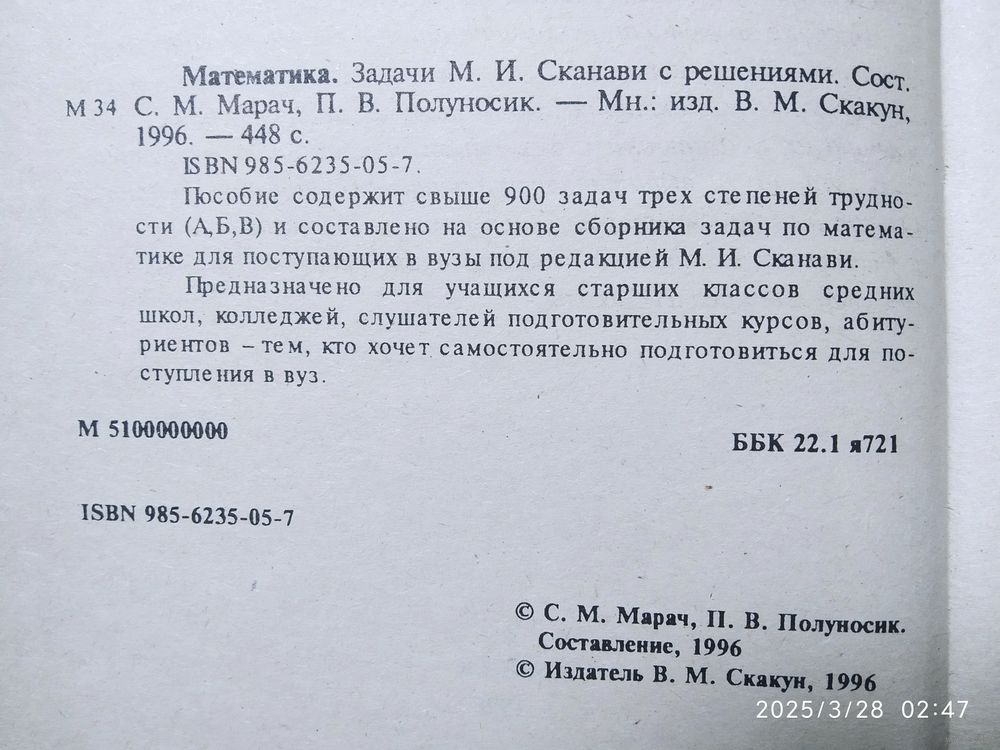 Математика. Задачи М. И. Сканави с решениями. Сост.
М 34 С. М. Марач, П. В. Полуносик. — Мн.: изд. В. М. Скакун,
1996. — 448 с.
ISBN 985-6235-05-7.
Пособие содержит свыше 900 задач трех степеней трудно-
сти (А,Б,В) и составлено на основе сборника задач по матема-
тике для поступающих в вузы под редакцией М. И. Сканави.
Предназначено для учащихся старших классов средних
школ, колледжей, слушателей подготовительных курсов, абиту-
риентов – тем, кто хочет самостоятельно подготовиться для по-
ступления в вуз.
М 5100000000
ББК 22.1 я721
ISBN 985-6235-05-7
© С. М. Марач, П. В. Полуносик.
Составление, 1996
© Издатель В. М. Скакун, 1996
2025/3/28 02:47